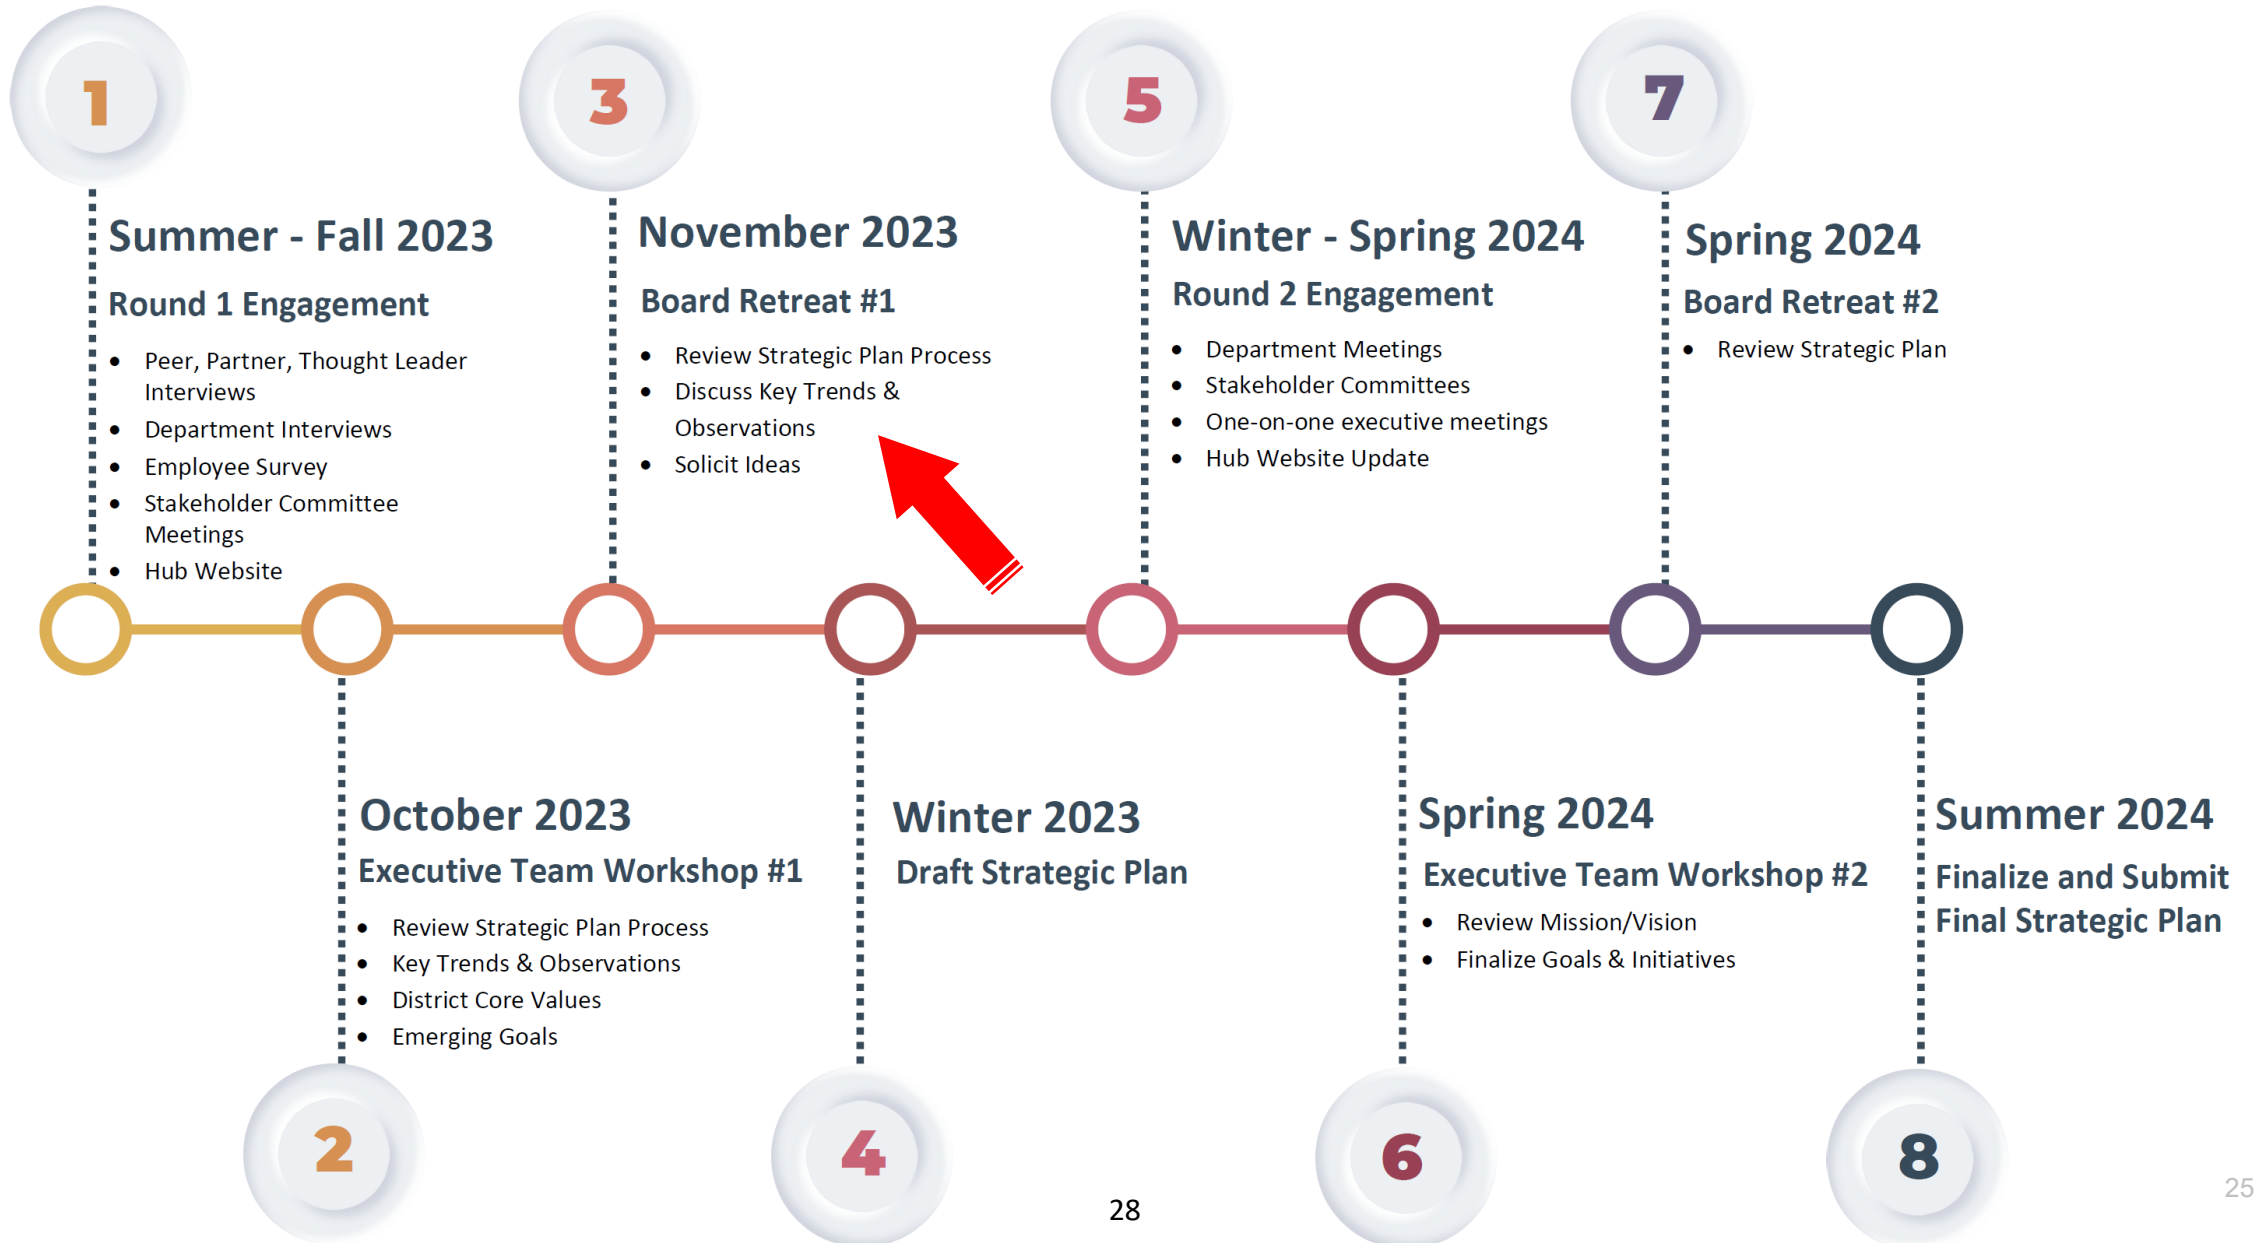 1
Summer - Fall 2023
Round 1 Engagement
• Peer, Partner, Thought Leader
Interviews
• Department Interviews
• Employee Survey
• Stakeholder Committee
Meetings
• Hub Website
October 2023
Executive Team Workshop #1
• Review Strategic Plan Process
• Key Trends & Observations
• District Core Values
• Emerging Goals
2
3
November 2023
Board Retreat #1
• Review Strategic Plan Process
• Discuss Key Trends &
Observations
• Solicit Ideas
Winter 2023
Draft Strategic Plan
4
5
Winter - Spring 2024
Round 2 Engagement
• Department Meetings
• Stakeholder Committees
• One-on-one executive meetings
• Hub Website Update
Spring 2024
Executive Team Workshop #2
• Review Mission/Vision
• Finalize Goals & Initiatives
6
7
Spring 2024
Board Retreat #2
• Review Strategic Plan
Summer 2024
Finalize and Submit
Final Strategic Plan
8
28
25